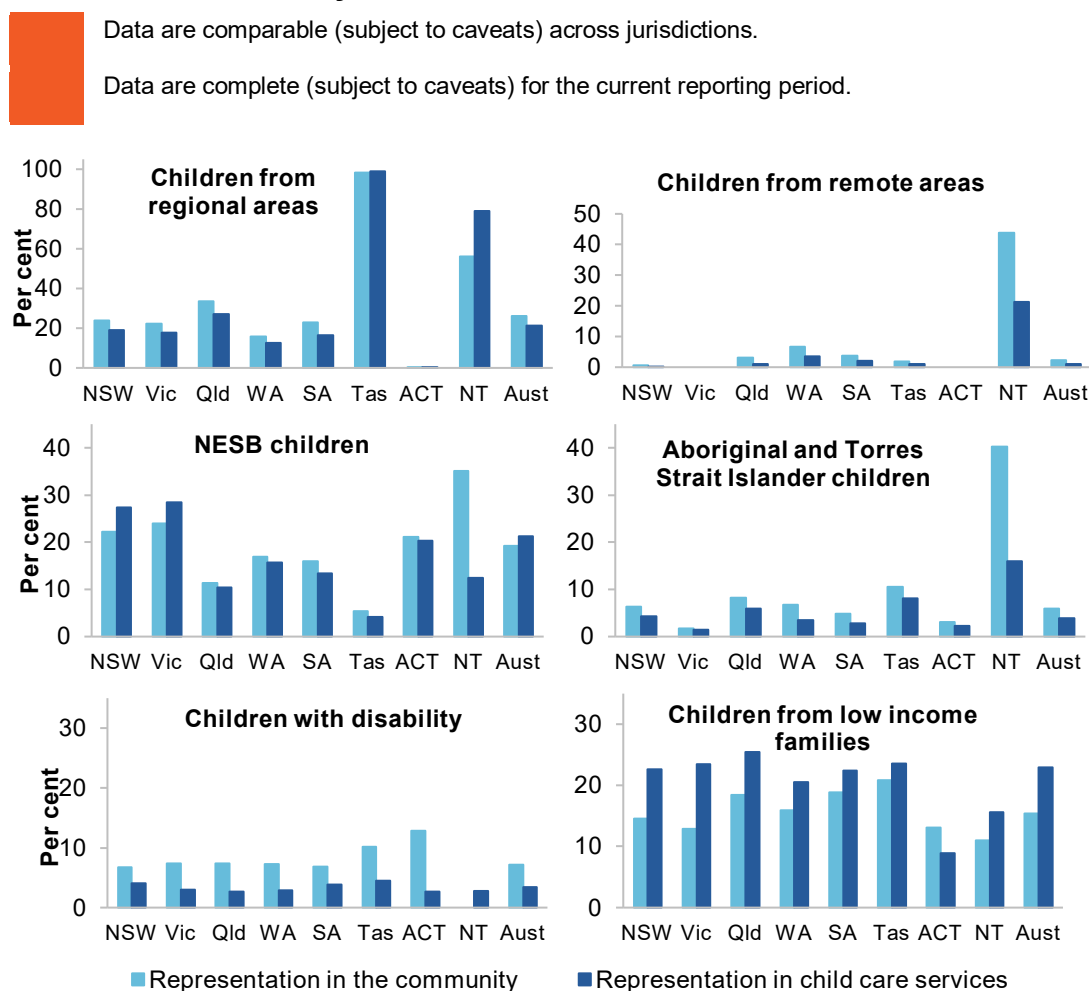 Data are comparable (subject to caveats) across jurisdictions.
Data are complete (subject to caveats) for the current reporting period.
Children from
regional areas
Per cent
100
80
60
40
20
0
NSW Vic Qld WA SA Tas ACT NT Aust
Children from remote areas
50
40
30
20
10
0
NSW Vic Qld WA SA Tas ACT NT Aust
NESB children
Per cent
40
30
20
10
0
NSW Vic Qld WA SA Tas ACT NT Aust
Aboriginal and Torres
Strait Islander children
40
30
20
10
0
NSW Vic Qld WA SA Tas ACT NT Aust
Children with disability
Per cent
30
20
10
0
NSW Vic Qld WA SA Tas ACT NT Aust
Children from low income
families
30
20
10
0
NSW Vic Qld WA SA Tas ACT NT Aust
Representation in the community
Representation in child care services